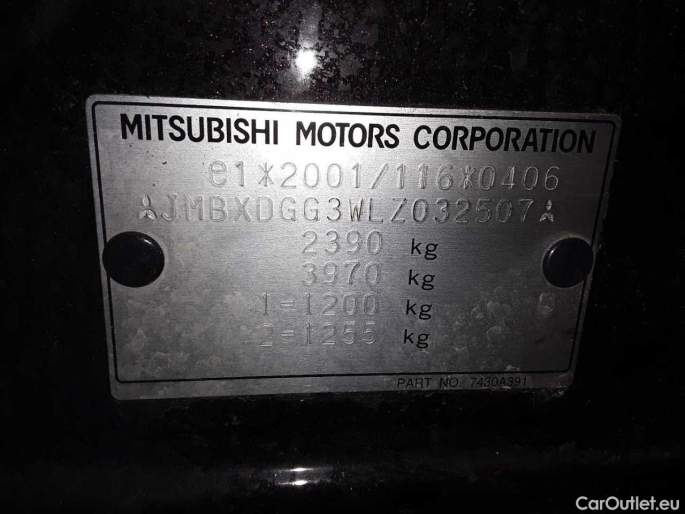 MITSUBISHI MOTORS CORPORATION
e1*2001/116*0406
JMBXDGG3WLZ032507
2390 kg
3970 kg
1-1200 kg
2-1255 kg
PART NO. 7430A391
CarOutlet.eu